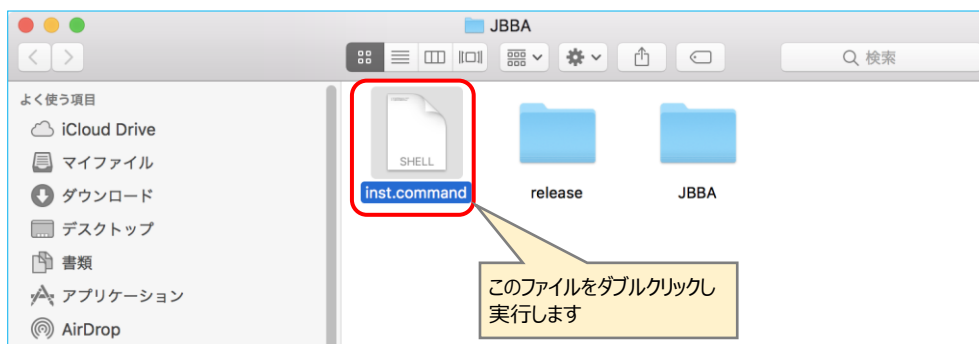 JBBA
検索
よく使う項目
iCloud Drive
マイファイル
ダウンロード
デスクトップ
書類
アプリケーション
AirDrop
SHELL
inst.command
release
JBBA
このファイルをダブルクリックし
実行します